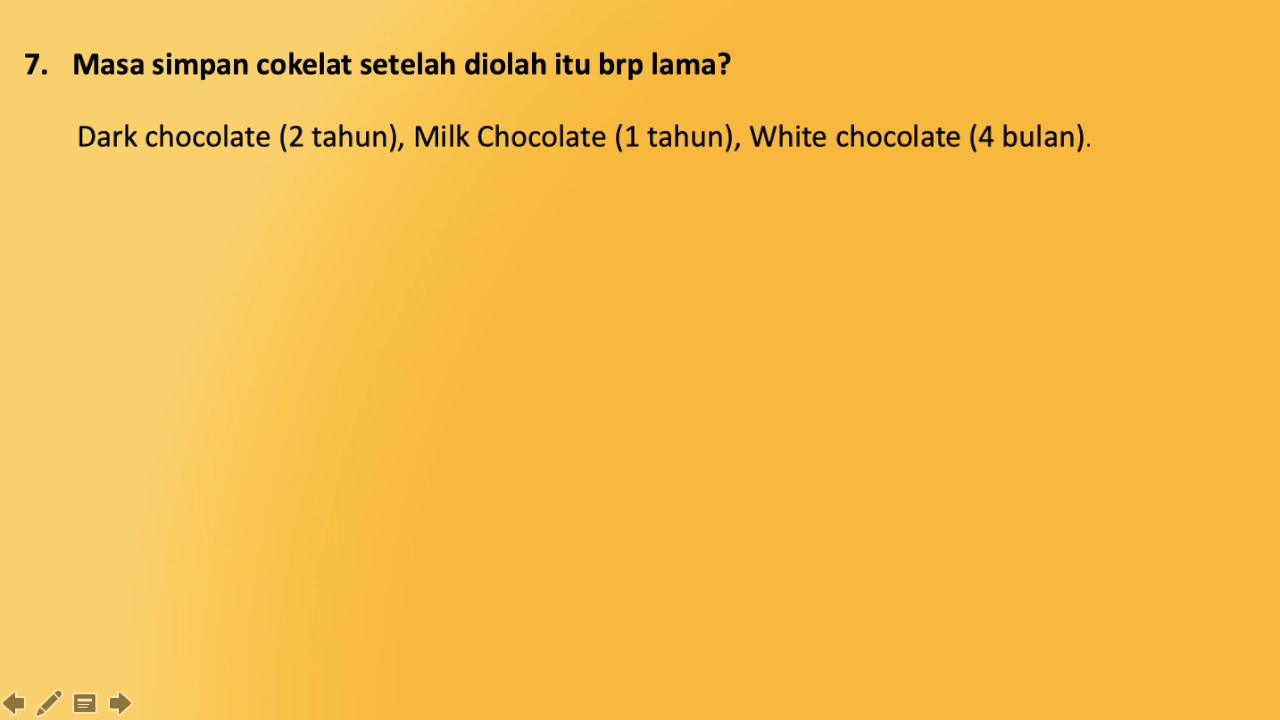 7. Masa simpan cokelat setelah diolah itu brp lama?
Dark chocolate (2 tahun), Milk Chocolate (1 tahun), White chocolate (4 bulan).